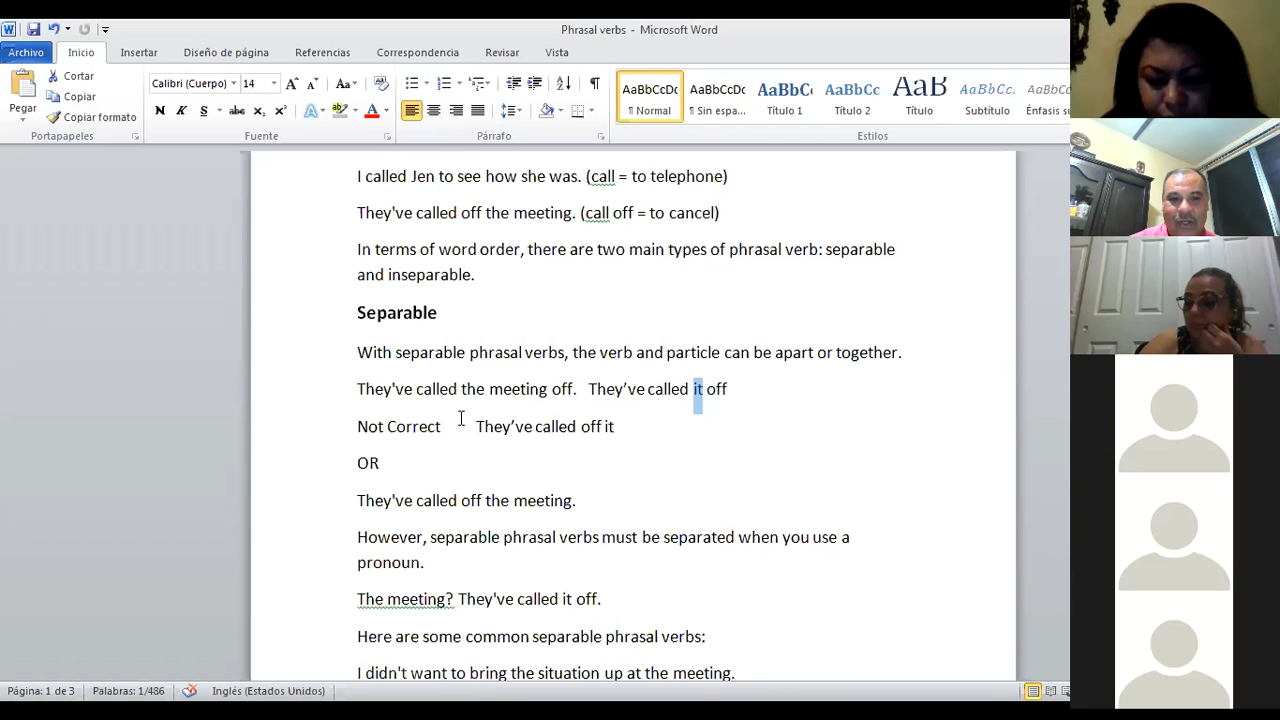 Phrasal verbs - Microsoft Word
Archivo Inicio Insertar Diseño de página Referencias Correspondencia Revisar Vista
Pegar
Cortar
Copiar
Copiar formato
Portapapeles
Calibri (Cuerpo) 14
N K S abc x₂ x²
Fuente
Párrafo
AaBbCcDc AaBbCcDc AaBbC AaBbCc AaB AaBbCc. AaBbCc
¶ Normal ¶ Sin espa... Título 1 Título 2 Título Subtítulo Énfasis su
Estilos
I called Jen to see how she was. (call = to telephone)
They've called off the meeting. (call off = to cancel)
In terms of word order, there are two main types of phrasal verb: separable
and inseparable.
Separable
With separable phrasal verbs, the verb and particle can be apart or together.
They've called the meeting off. They’ve called it off
Not Correct They’ve called off it
OR
They've called off the meeting.
However, separable phrasal verbs must be separated when you use a
pronoun.
The meeting? They've called it off.
Here are some common separable phrasal verbs:
I didn't want to bring the situation up at the meeting.
Página: 1 de 3 Palabras: 1/486 Inglés (Estados Unidos)